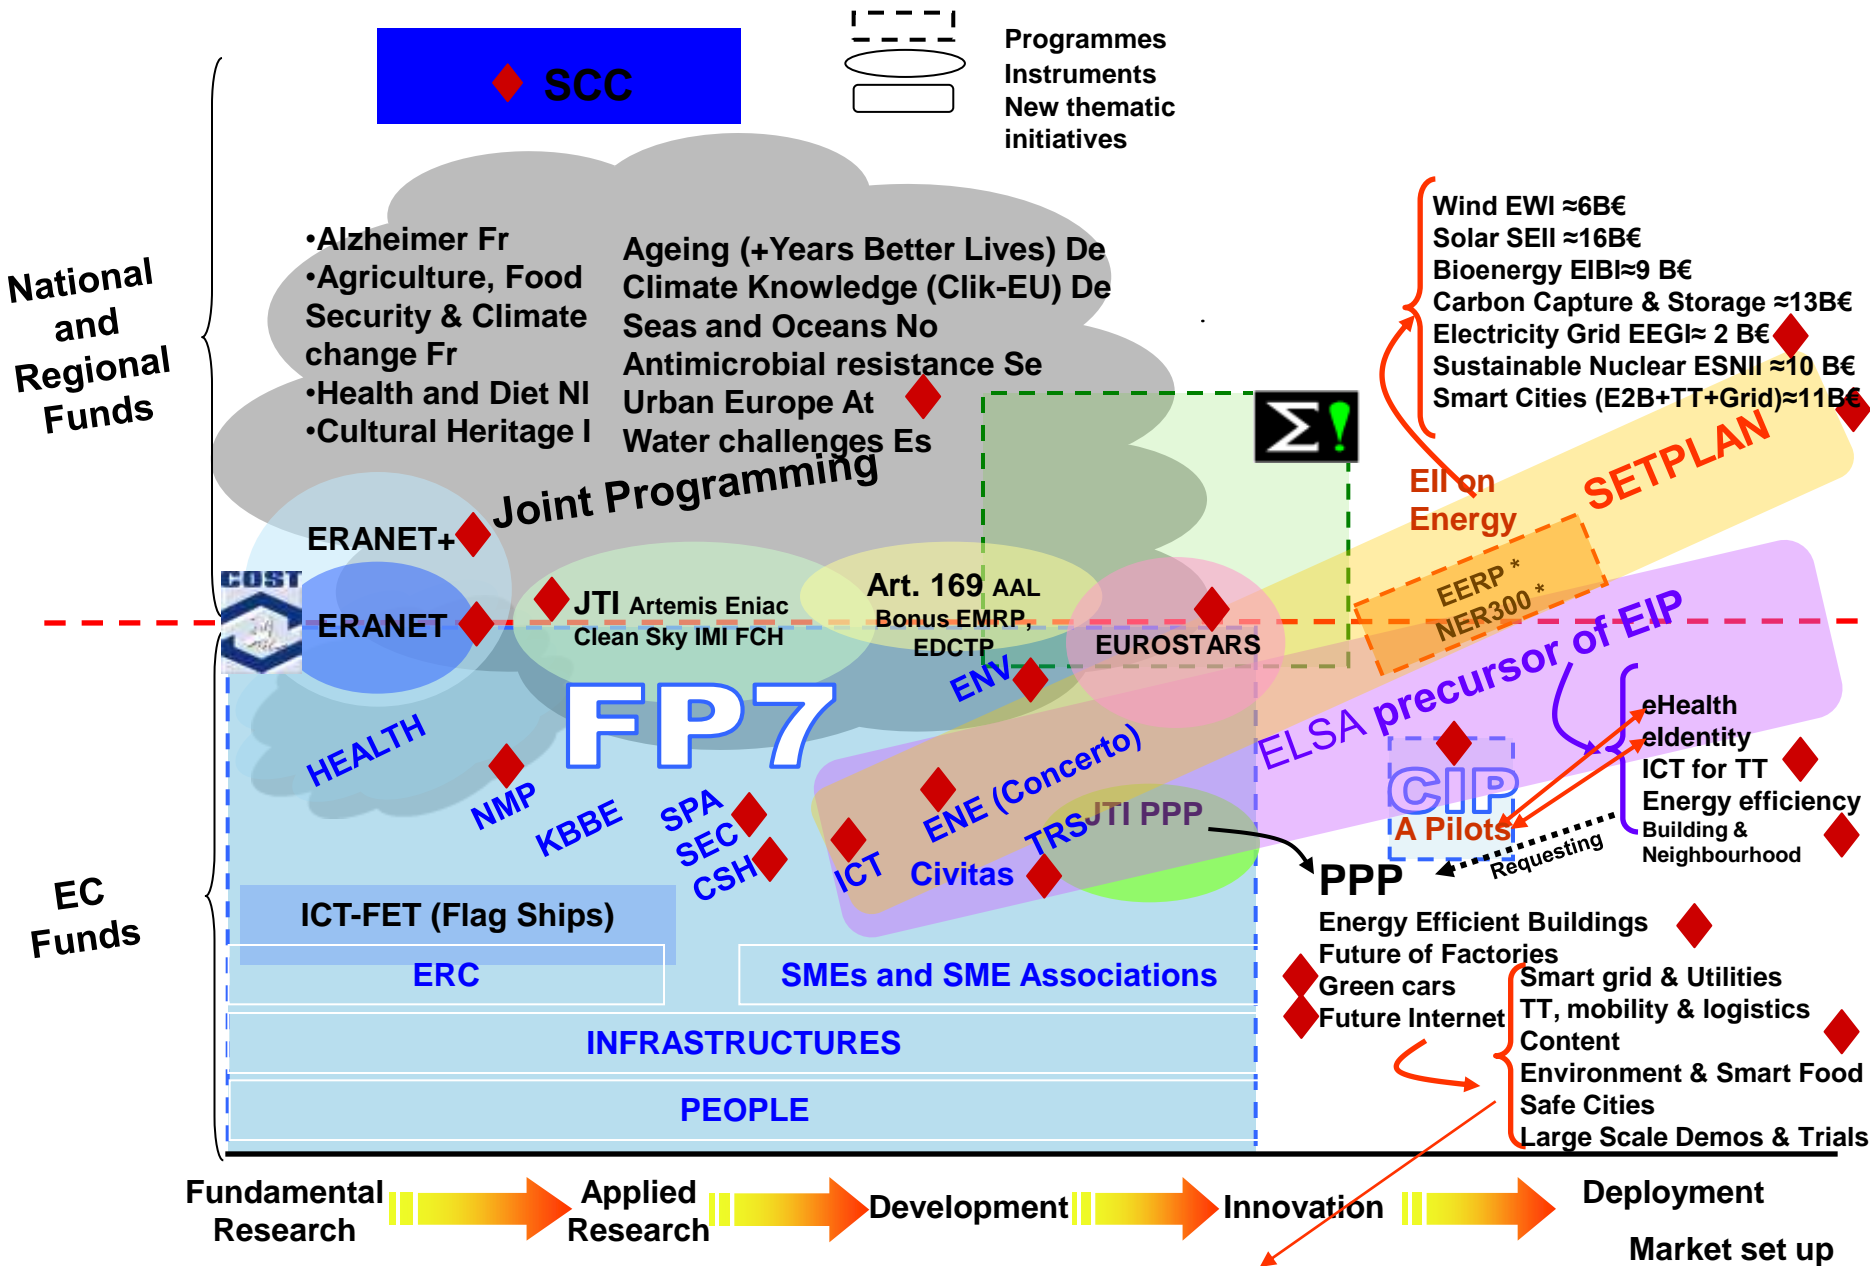 SCC
Programmes
Instruments
New thematic
initiatives
National
and
Regional
Funds
•Alzheimer Fr
•Agriculture, Food
Security & Climate
change Fr
•Health and Diet Nl
•Cultural Heritage I
Ageing (+Years Better Lives) De
Climate Knowledge (Clik-EU) De
Seas and Oceans No
Antimicrobial resistance Se
Urban Europe At
Water challenges Es
Joint Programming
Wind EWI ≈6B€
Solar SEII ≈16B€
Bioenergy EIBI≈9 B€
Carbon Capture & Storage ≈13B€
Electricity Grid EEGI≈ 2 B€
Sustainable Nuclear ESNII ≈10 B€
Smart Cities (E2B+TT+Grid)≈11B€
Σ!
EII on
Energy
SETPLAN
EERP *
NER300 *
ERANET+
COST
ERANET
JTI Artemis Eniac
Clean Sky IMI FCH
Art. 169 AAL
Bonus EMRP,
EDCTP
EUROSTARS
ELSA precursor of EIP
FP7
ENV
HEALTH
NMP
KBBE
SPA
SEC
CSH
ICT
ENE (Concerto)
Civitas
TRS
JTI PPP
CIP
A Pilots
eHealth
eIdentity
ICT for TT
Energy efficiency
Building &
Neighbourhood
Requesting
PPP
Energy Efficient Buildings
Future of Factories
Green cars
Future Internet
Smart grid & Utilities
TT, mobility & logistics
Content
Environment & Smart Food
Safe Cities
Large Scale Demos & Trials
EC
Funds
ICT-FET (Flag Ships)
ERC
SMEs and SME Associations
INFRASTRUCTURES
PEOPLE
Fundamental
Research
Applied
Research
Development
Innovation
Deployment
Market set up